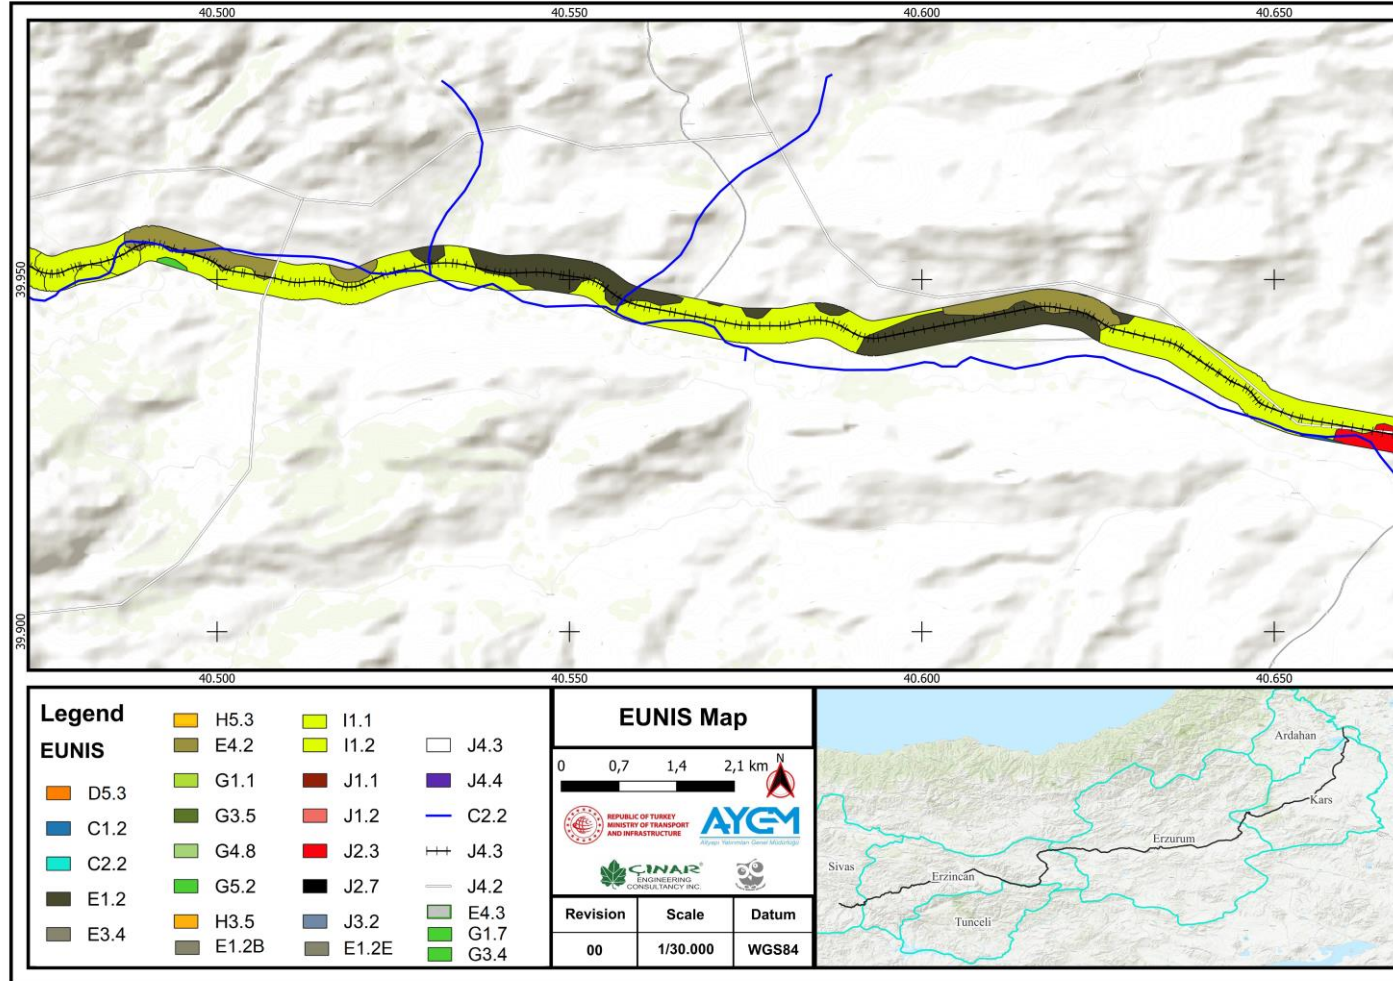 40.500 40.550 40.600 40.650
39.950
39.900
40.500 40.550 40.600 40.650
Legend
EUNIS
D5.3
C1.2
C2.2
E1.2
E3.4
H5.3
E4.2
G1.1
G3.5
G4.8
G5.2
H3.5
E1.2B
I1.1
I1.2
J1.1
J1.2
J2.3
J2.7
J3.2
E1.2E
J4.3
J4.4
C2.2
J4.3
J4.2
E4.3
G1.7
G3.4
EUNIS Map
0 0,7 1,4 2,1 km
N
REPUBLIC OF TURKEY
MINISTRY OF TRANSPORT
AND INFRASTRUCTURE
AYGM
Altyapı Yatırımları Genel Müdürlüğü
ÇINAR
ENGINEERING
CONSULTANCY INC.
Revision Scale Datum
00 1/30.000 WGS84
Ardahan
Kars
Erzurum
Sivas
Erzincan
Tunceli